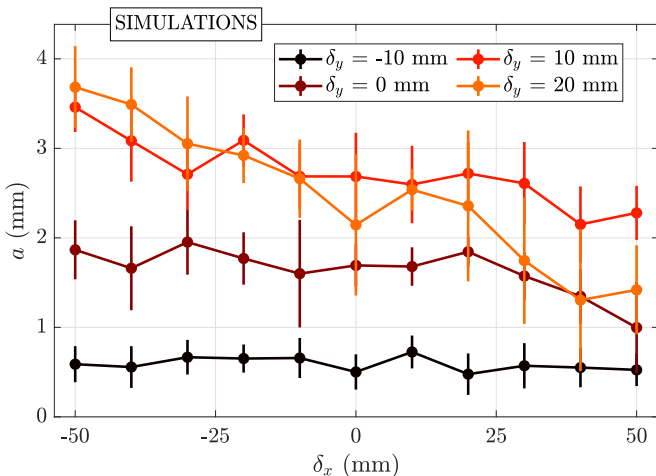 SIMULATIONS
δy = -10 mm
δy = 10 mm
δy = 0 mm
δy = 20 mm
4
3
2
1
0
a (mm)
-50 -25 0 25 50
δx (mm)